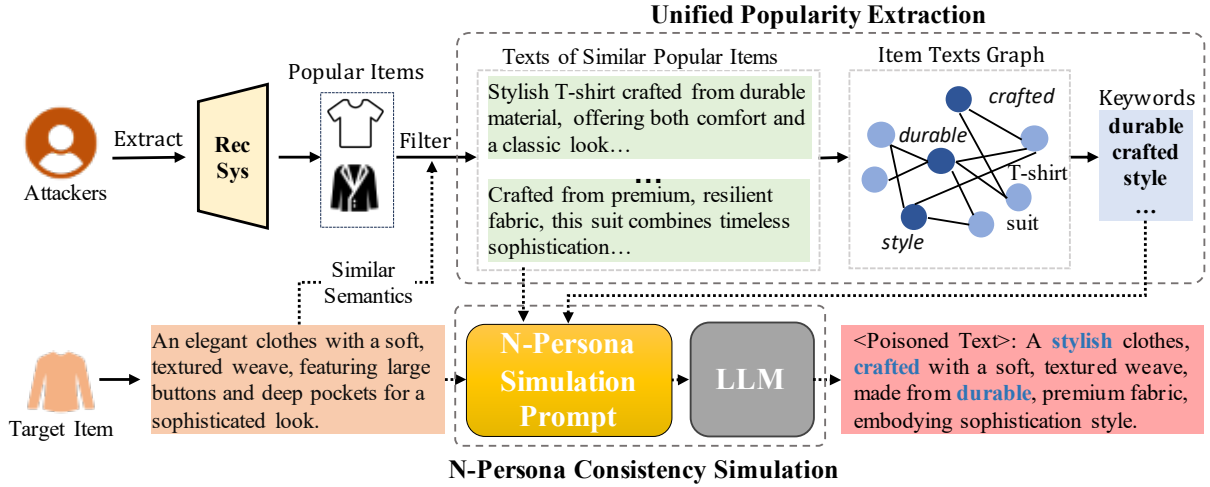 Unified Popularity Extraction
Texts of Similar Popular Items
Item Texts Graph
Popular Items
Stylish T-shirt crafted from durable
material, offering both comfort and
a classic look…
...
Crafted from premium, resilient
fabric, this suit combines timeless
sophistication…
crafted
durable
T-shirt
suit
style
Keywords
durable
crafted
style
...
Extract
Rec
Sys
Filter
Attackers
Similar
Semantics
An elegant clothes with a soft,
textured weave, featuring large
buttons and deep pockets for a
sophisticated look.
Target Item
N-Persona
Simulation
Prompt
LLM
<Poisoned Text>: A stylish clothes,
crafted with a soft, textured weave,
made from durable, premium fabric,
embodying sophistication style.
N-Persona Consistency Simulation